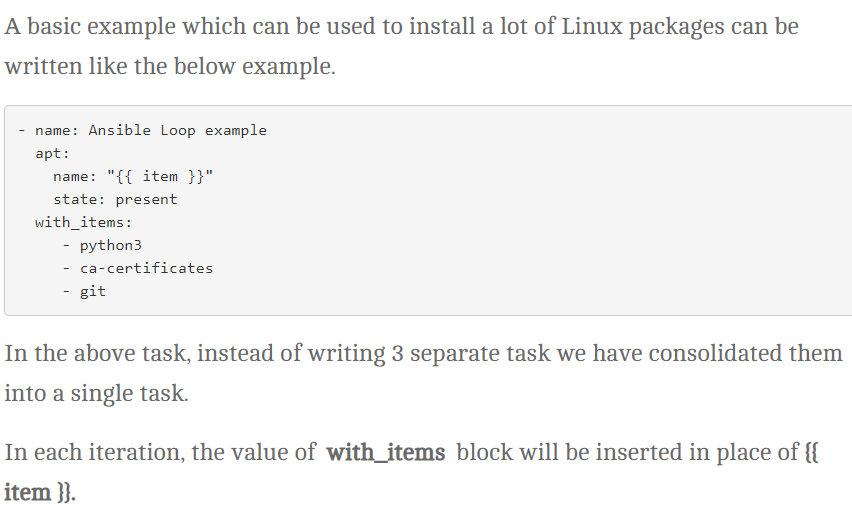 A basic example which can be used to install a lot of Linux packages can be
written like the below example.
- name: Ansible Loop example
  apt:
    name: "{{ item }}"
    state: present
  with_items:
     - python3
     - ca-certificates
     - git
In the above task, instead of writing 3 separate task we have consolidated them
into a single task.
In each iteration, the value of with_items block will be inserted in place of {{
item }}.